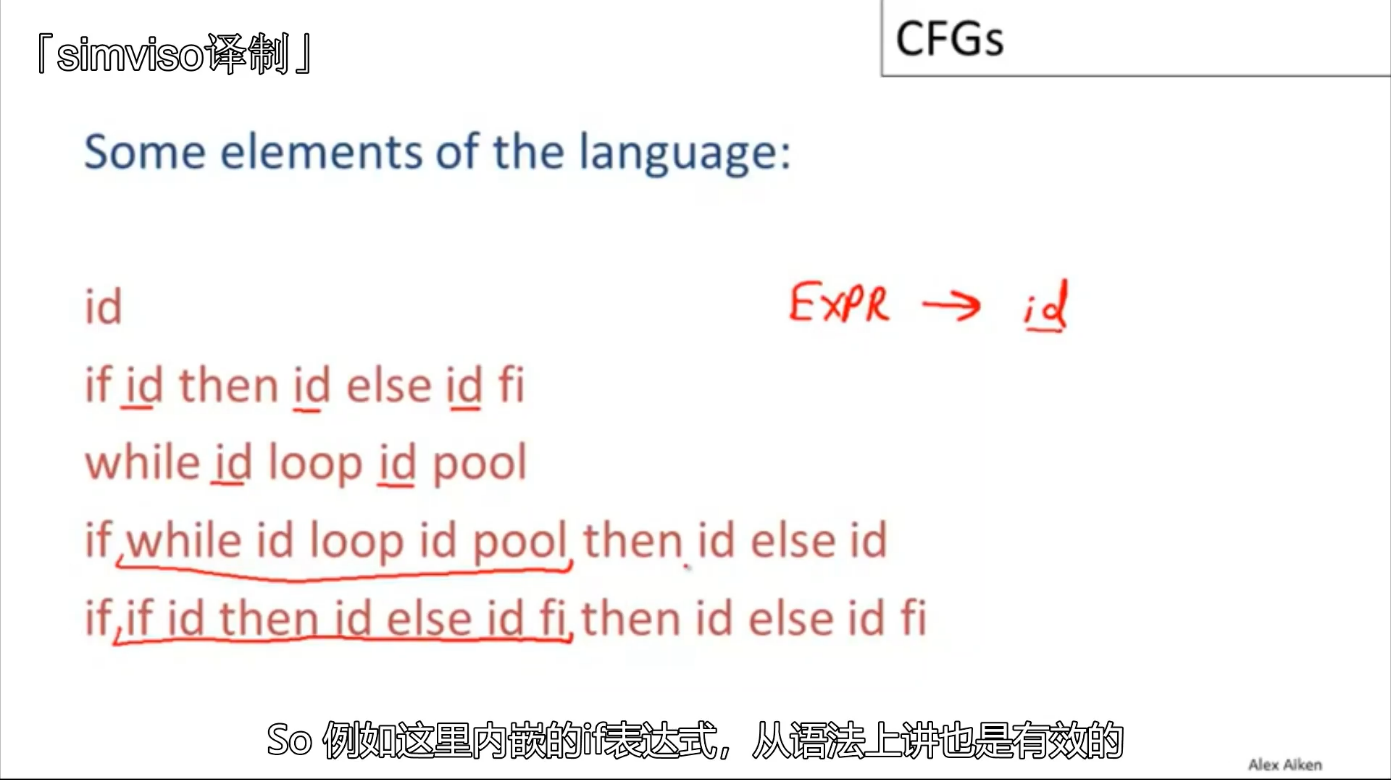 「simviso译制」
CFGs
Some elements of the language:
id
EXPR → id
if id then id else id fi
while id loop id pool
if while id loop id pool then id else id
if if id then id else id fi then id else id fi
So 例如这里内嵌的if表达式，从语法上讲也是有效的
Alex Aiken